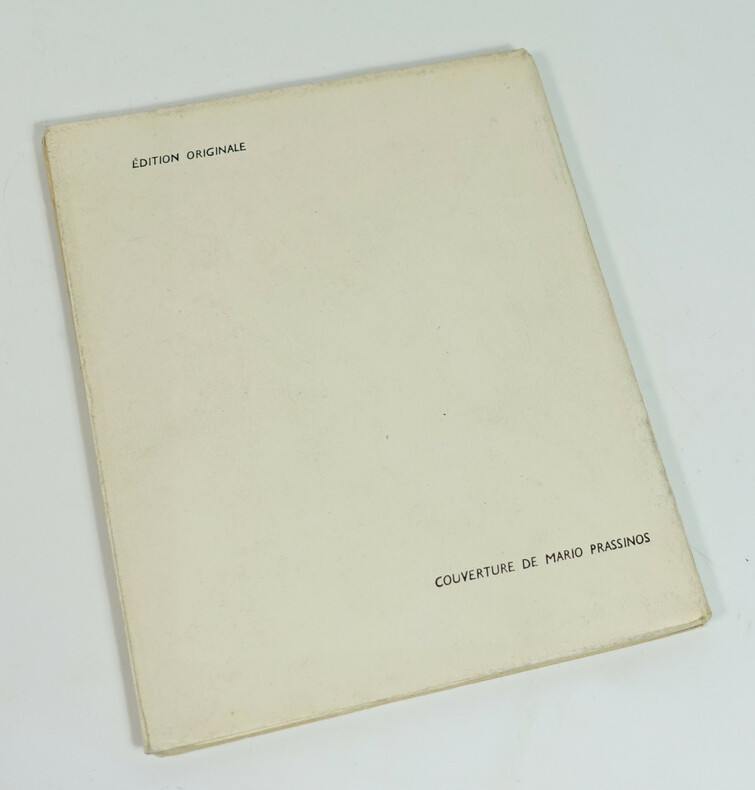 ÉDITION ORIGINALE
COUVERTURE DE MARIO PRASSINOS